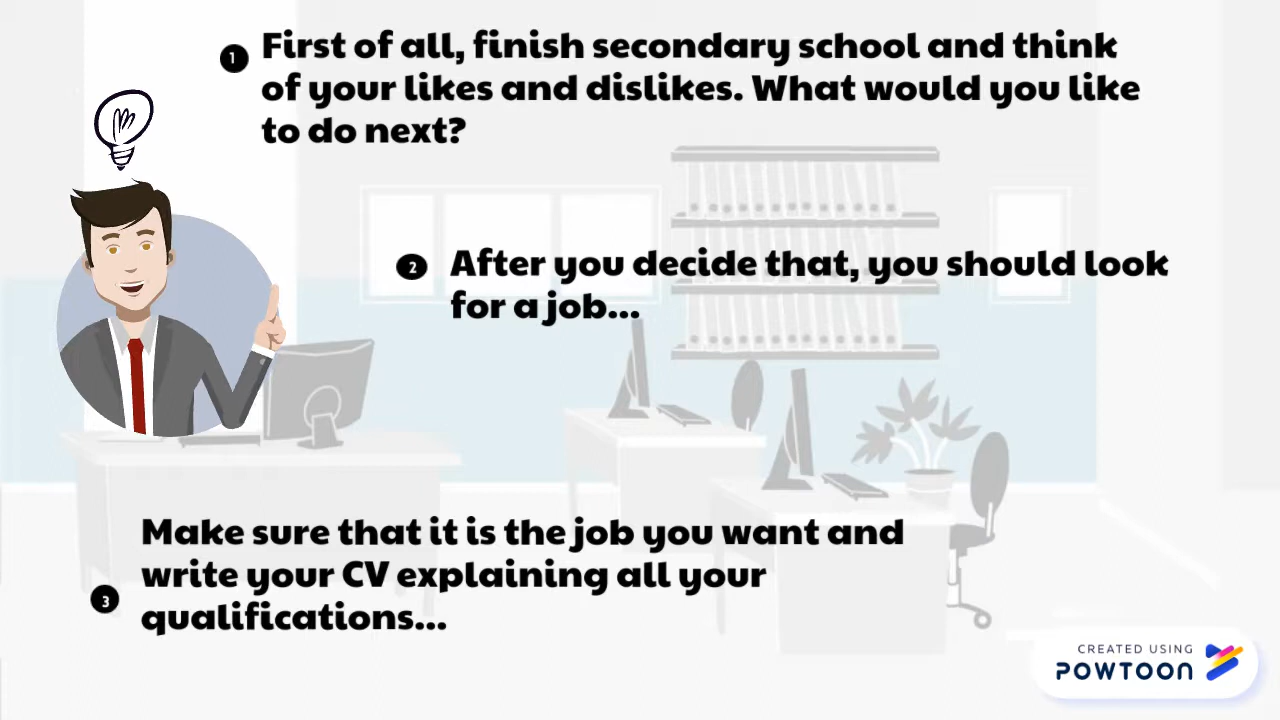 1 First of all, finish secondary school and think
of your likes and dislikes. What would you like
to do next?
2 After you decide that, you should look
for a job...
Make sure that it is the job you want and
write your CV explaining all your
3 qualifications...
CREATED USING
POWTOON